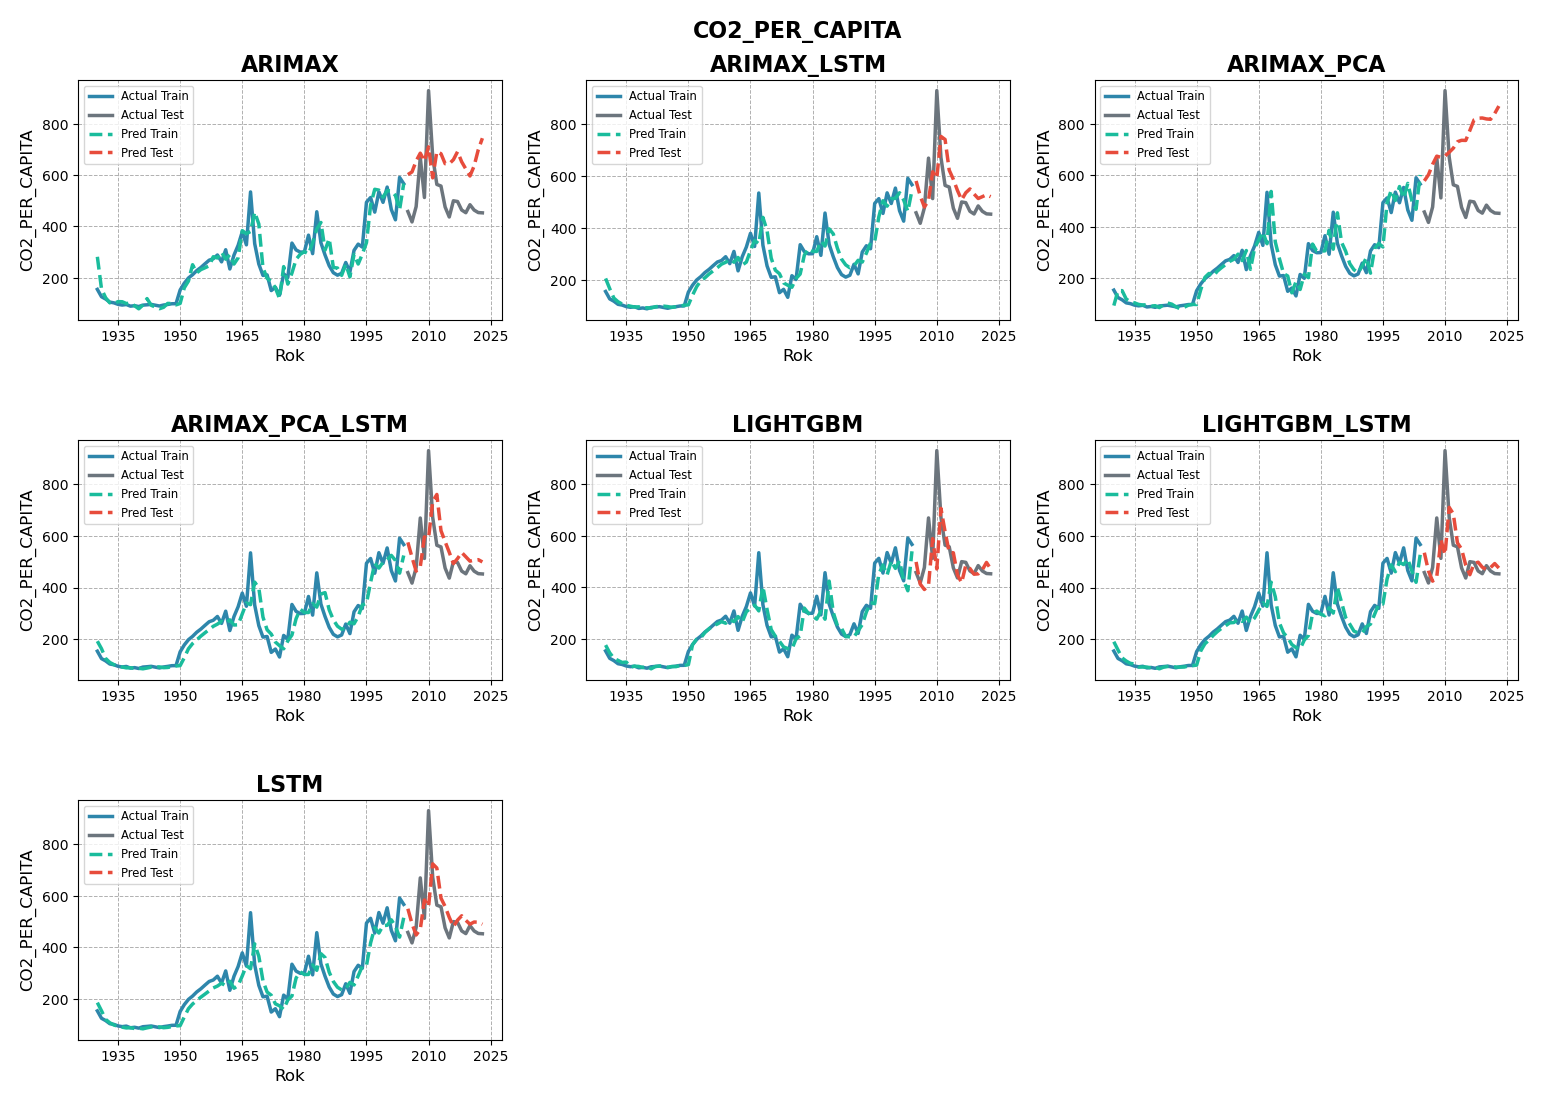 CO2_PER_CAPITA
ARIMAX
Actual Train
Actual Test
Pred Train
Pred Test
CO2_PER_CAPITA
800
600
400
200
1935 1950 1965 1980 1995 2010 2025
Rok
ARIMAX_LSTM
Actual Train
Actual Test
Pred Train
Pred Test
CO2_PER_CAPITA
800
600
400
200
1935 1950 1965 1980 1995 2010 2025
Rok
ARIMAX_PCA
Actual Train
Actual Test
Pred Train
Pred Test
CO2_PER_CAPITA
800
600
400
200
1935 1950 1965 1980 1995 2010 2025
Rok
ARIMAX_PCA_LSTM
Actual Train
Actual Test
Pred Train
Pred Test
CO2_PER_CAPITA
800
600
400
200
1935 1950 1965 1980 1995 2010 2025
Rok
LIGHTGBM
Actual Train
Actual Test
Pred Train
Pred Test
CO2_PER_CAPITA
800
600
400
200
1935 1950 1965 1980 1995 2010 2025
Rok
LIGHTGBM_LSTM
Actual Train
Actual Test
Pred Train
Pred Test
CO2_PER_CAPITA
800
600
400
200
1935 1950 1965 1980 1995 2010 2025
Rok
LSTM
Actual Train
Actual Test
Pred Train
Pred Test
CO2_PER_CAPITA
800
600
400
200
1935 1950 1965 1980 1995 2010 2025
Rok